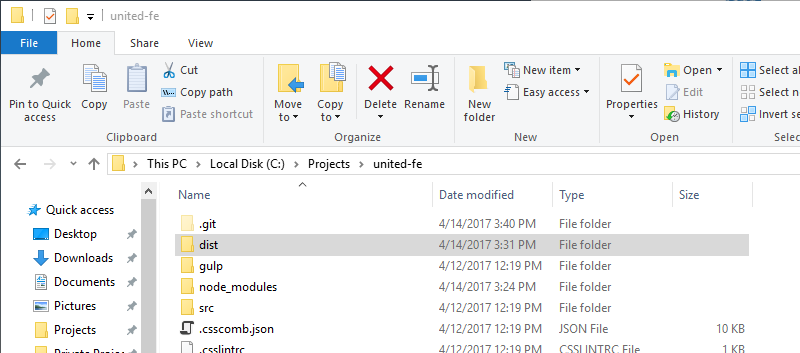 united-fe
File Home Share View
Pin to Quick access
Copy
Paste
Cut
Copy path
Paste shortcut
Clipboard
Move to
Copy to
Delete
Rename
Organize
New folder
New item
Easy access
New
Properties
Open
Edit
History
Open
Select al
Select no
Invert se
This PC > Local Disk (C:) > Projects > united-fe
Name Date modified Type Size
Quick access
Desktop
Downloads
Documents
Pictures
Projects
Private Proje
.git 4/14/2017 3:40 PM File folder
dist 4/14/2017 3:31 PM File folder
gulp 4/12/2017 12:19 PM File folder
node_modules 4/14/2017 3:24 PM File folder
src 4/12/2017 12:19 PM File folder
.csscomb.json 4/12/2017 12:19 PM JSON File 10 KB
.csslintrc 4/12/2017 12:19 PM CSSLINTRC File 1 KB